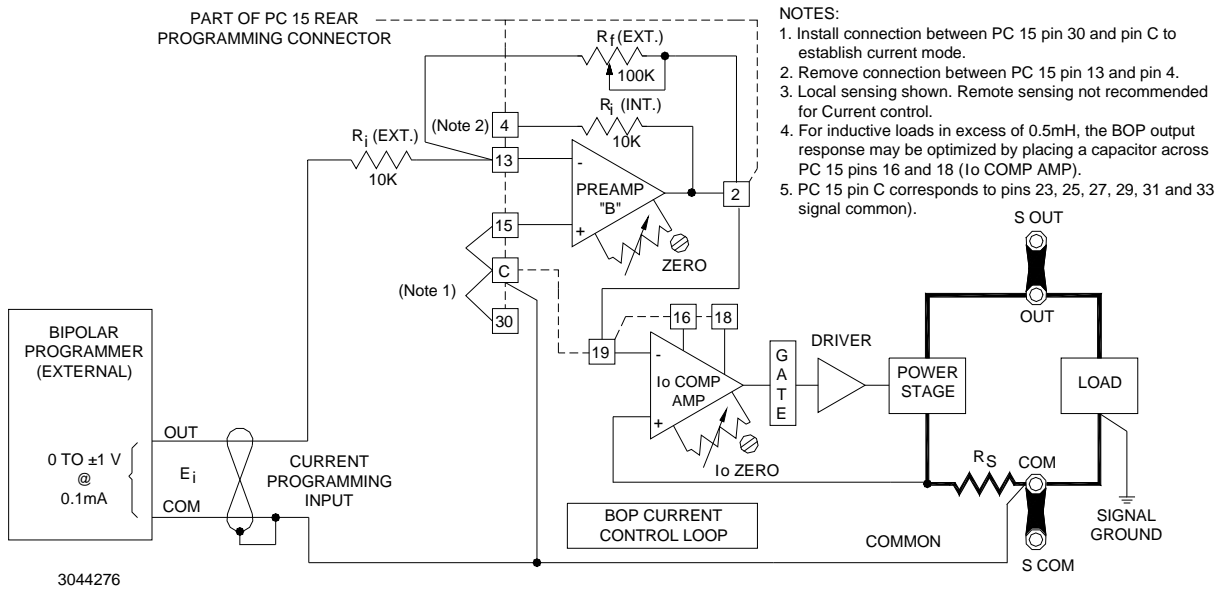 PART OF PC 15 REAR
PROGRAMMING CONNECTOR
Rf (EXT.)
100K
Ri (INT.)
10K
(Note 2)
4
13
Ri (EXT.)
10K
-
PREAMP
"B"
+
2
15
ZERO
C
(Note 1)
30
NOTES:
1. Install connection between PC 15 pin 30 and pin C to
establish current mode.
2. Remove connection between PC 15 pin 13 and pin 4.
3. Local sensing shown. Remote sensing not recommended
for Current control.
4. For inductive loads in excess of 0.5mH, the BOP output
response may be optimized by placing a capacitor across
PC 15 pins 16 and 18 (Io COMP AMP).
5. PC 15 pin C corresponds to pins 23, 25, 27, 29, 31 and 33
signal common).
S OUT
OUT
16
18
19
-
Io COMP
AMP
+
Io ZERO
GATE
DRIVER
POWER
STAGE
LOAD
RS
COM
S COM
SIGNAL
GROUND
BIPOLAR
PROGRAMMER
(EXTERNAL)
0 TO ±1 V
@
0.1mA
Ei
OUT
COM
CURRENT
PROGRAMMING
INPUT
BOP CURRENT
CONTROL LOOP
COMMON
3044276